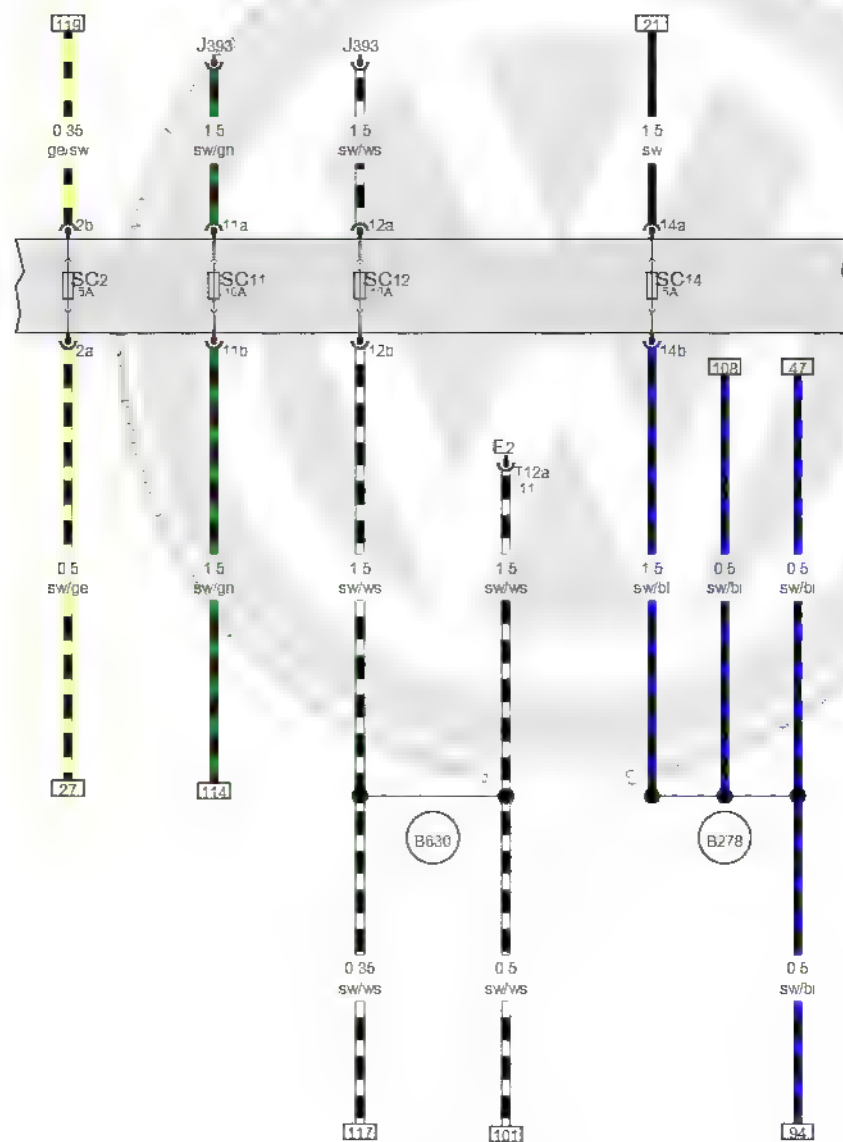 119
21
J393
J393
0.35
1.5
1.5
1.5
ge/sw
sw/gn
sw/ws
sw
2b
11a
12a
14a
SC2
SC11
SC12
SC14
5A
10A
10A
5A
2a
11b
12b
14b
108
47
E2
T12a
11
0.5
1.5
1.5
1.5
1.5
0.5
0.5
sw/ge
sw/gn
sw/ws
sw/ws
sw/bl
sw/bl
sw/bl
27
114
B630
B278
0.35
0.5
0.5
sw/ws
sw/ws
sw/bl
117
101
94